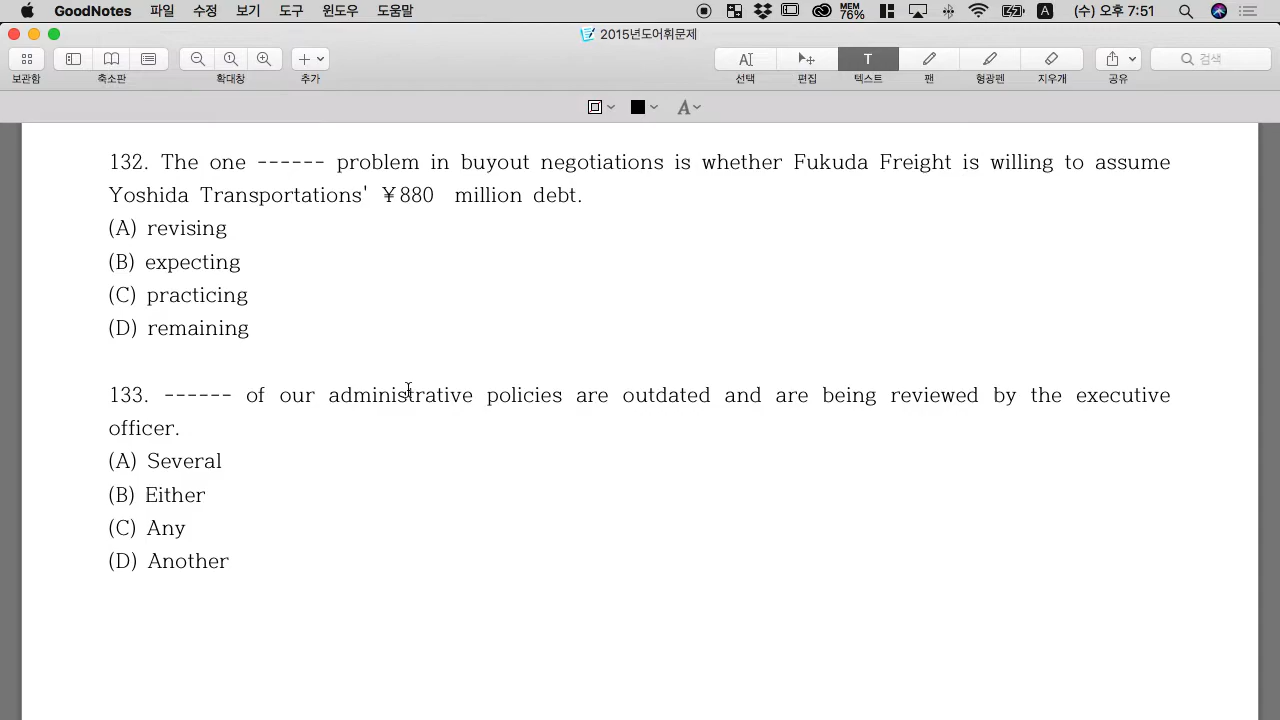 GoodNotes 파일 수정 보기 도구 윈도우 도움말 MEM 76% A (수) 오후 7:51
2015년도어휘문제
보관함 축소판 확대창 추가 선택 편집 텍스트 펜 형광펜 지우개 공유 검색
132. The one ------ problem in buyout negotiations is whether Fukuda Freight is willing to assume
Yoshida Transportations' ¥880 million debt.
(A) revising
(B) expecting
(C) practicing
(D) remaining
133. ------ of our administrative policies are outdated and are being reviewed by the executive
officer.
(A) Several
(B) Either
(C) Any
(D) Another